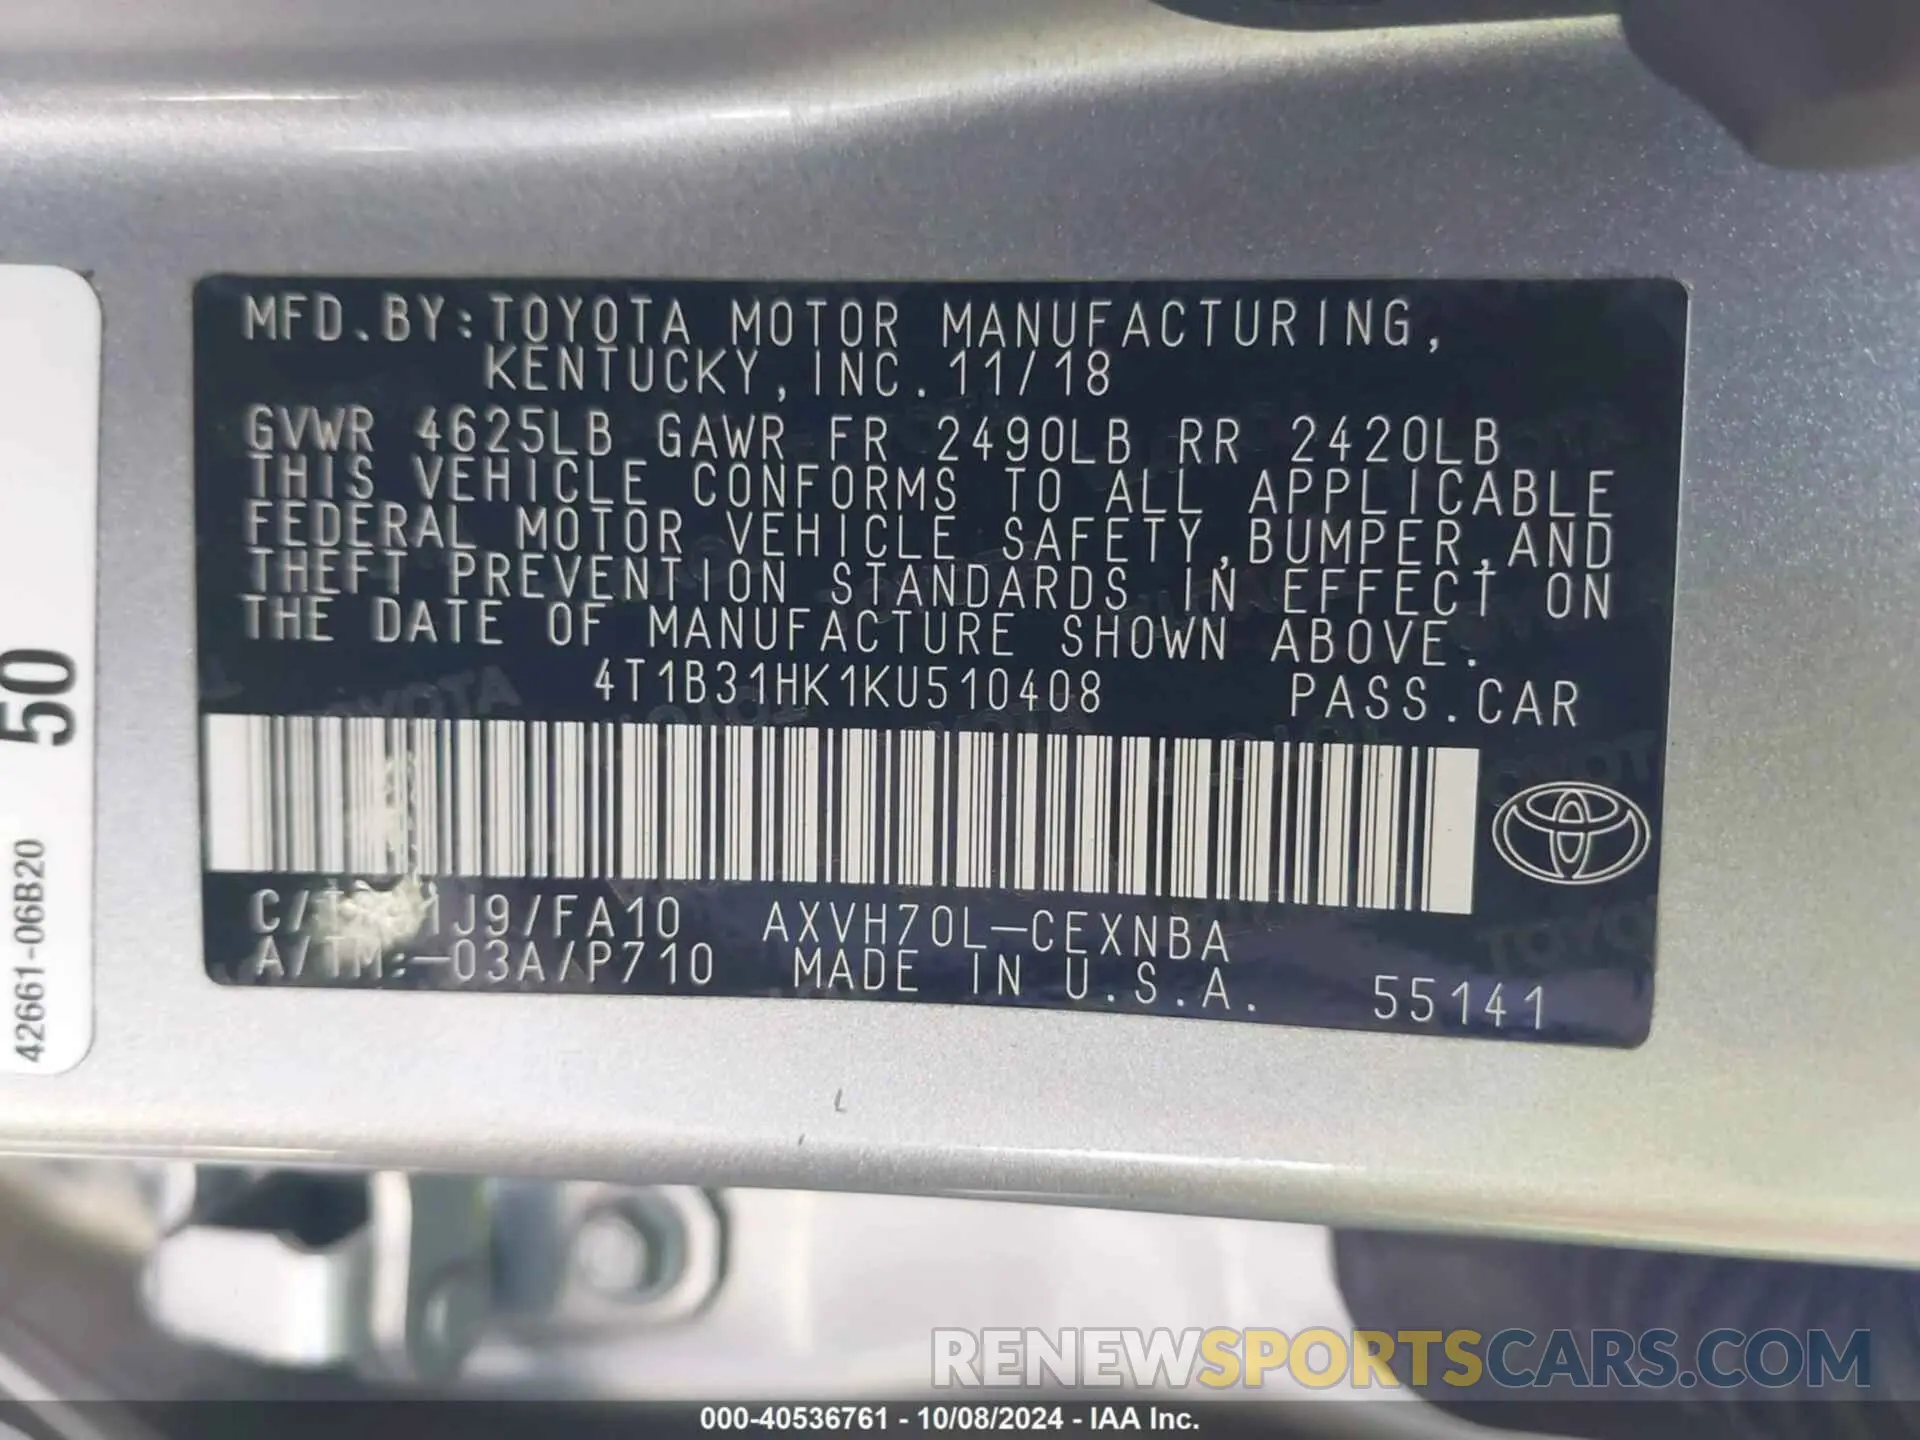 MFD.BY:TOYOTA MOTOR MANUFACTURING,
KENTUCKY,INC.11/18
GVWR 4625LB GAWR FR 2490LB RR 2420LB
THIS VEHICLE CONFORMS TO ALL APPLICABLE
FEDERAL MOTOR VEHICLE SAFETY,BUMPER,AND
THEFT PREVENTION STANDARDS IN EFFECT ON
THE DATE OF MANUFACTURE SHOWN ABOVE.
4T1B31HK1KU510408 PASS.CAR
1J9/FA10 AXVH70L-CEXNBA
A/TM:-03A/P710 MADE IN U.S.A. 55141
50
42661-06B20
RENEWSPORTSCARS.COM
000-40536761 - 10/08/2024 - IAA Inc.